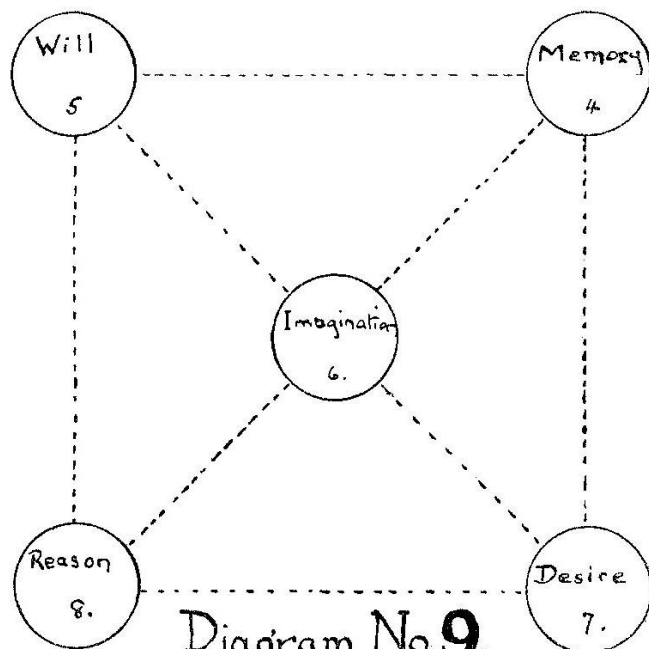 Will
5
Memory
4
Imagination
6.
Reason
8.
Desire
7.
Diagram No 9